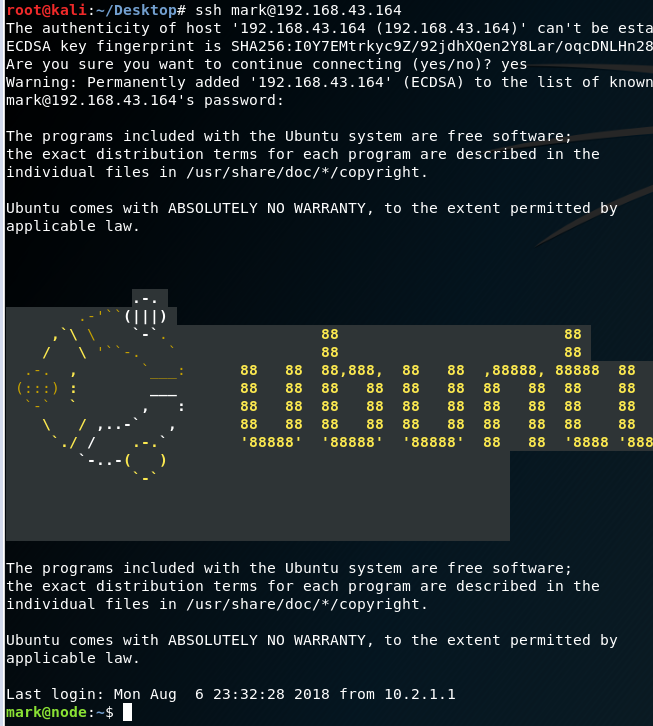 root@kali:~/Desktop# ssh mark@192.168.43.164
The authenticity of host '192.168.43.164 (192.168.43.164)' can't be esta
ECDSA key fingerprint is SHA256:I0Y7EMtrkyc9Z/92jdhXQen2Y8Lar/oqcDNLHn28
Are you sure you want to continue connecting (yes/no)? yes
Warning: Permanently added '192.168.43.164' (ECDSA) to the list of known
mark@192.168.43.164's password:
The programs included with the Ubuntu system are free software;
the exact distribution terms for each program are described in the
individual files in /usr/share/doc/*/copyright.
Ubuntu comes with ABSOLUTELY NO WARRANTY, to the extent permitted by
applicable law.
              .-.
        .-'``(|||)
     ,`\ \    `-`.                 88                         88
    /   \ '``-.   `                88                         88
  .-.  ,       `___:      88   88  88,888,  88   88  ,88888, 88888  88
 (:::) :        ___       88   88  88   88  88   88  88   88  88    88
  `-`  `       ,   :      88   88  88   88  88   88  88   88  88    88
    \   / ,..-`   ,       88   88  88   88  88   88  88   88  88    88
     `./ /    .-.`        '88888'  '88888'  '88888'  88   88  '8888 '888
        `-..-(   )
              `-`
The programs included with the Ubuntu system are free software;
the exact distribution terms for each program are described in the
individual files in /usr/share/doc/*/copyright.
Ubuntu comes with ABSOLUTELY NO WARRANTY, to the extent permitted by
applicable law.
Last login: Mon Aug  6 23:32:28 2018 from 10.2.1.1
mark@node:~$